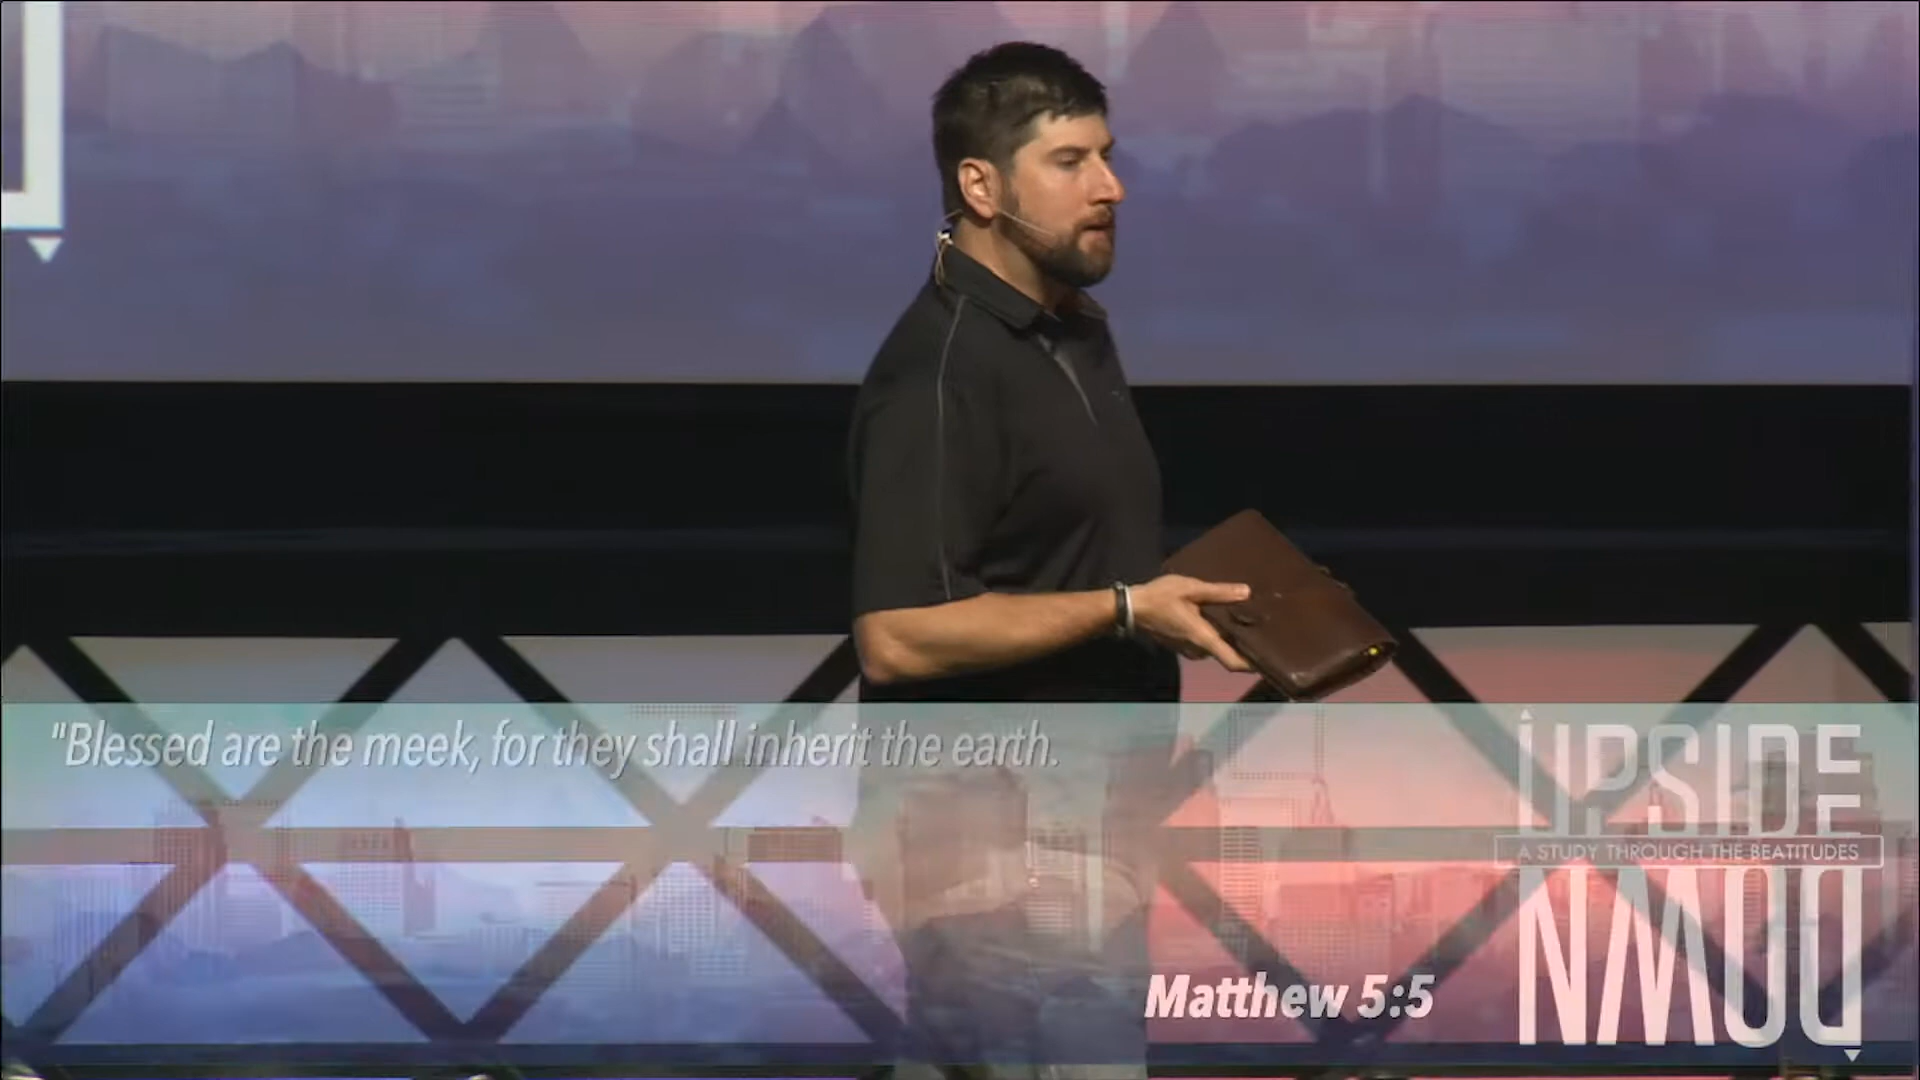 "Blessed are the meek, for they shall inherit the earth.
Matthew 5:5
UPSIDE
A STUDY THROUGH THE BEATITUDES
DOWN